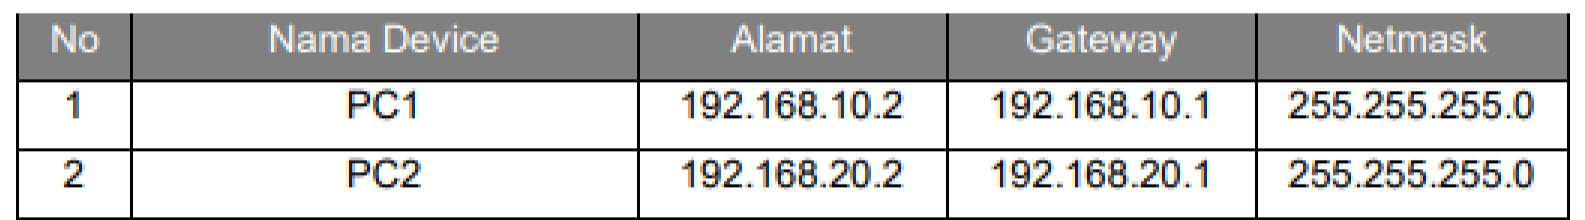 No Nama Device Alamat Gateway Netmask
1 PC1 192.168.10.2 192.168.10.1 255.255.255.0
2 PC2 192.168.20.2 192.168.20.1 255.255.255.0